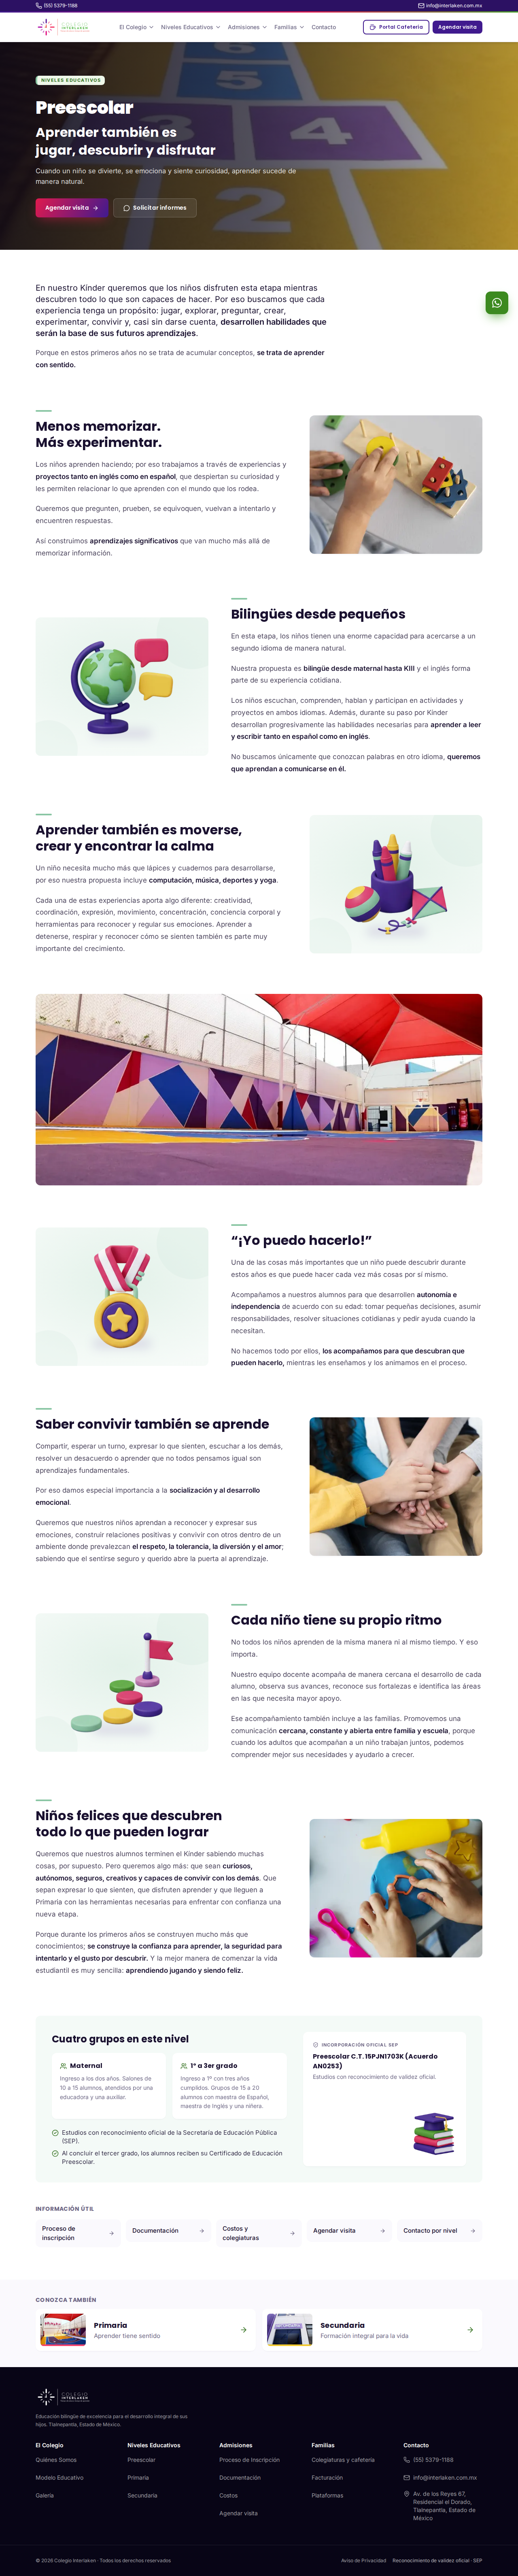 (55) 5379-1188
info@interlaken.com.mx
COLEGIO
INTERLAKEN
El Colegio
Niveles Educativos
Admisiones
Familias
Contacto
Portal Cafetería
Agendar visita
NIVELES EDUCATIVOS
Preescolar
Aprender también es
jugar, descubrir y disfrutar
Cuando un niño se divierte, se emociona y siente curiosidad, aprender sucede de
manera natural.
Agendar visita
Solicitar informes
En nuestro Kínder queremos que los niños disfruten esta etapa mientras
descubren todo lo que son capaces de hacer. Por eso buscamos que cada
experiencia tenga un propósito: jugar, explorar, preguntar, crear,
experimentar, convivir y, casi sin darse cuenta, desarrollen habilidades que
serán la base de sus futuros aprendizajes.
Porque en estos primeros años no se trata de acumular conceptos, se trata de aprender
con sentido.
Menos memorizar.
Más experimentar.
Los niños aprenden haciendo; por eso trabajamos a través de experiencias y
proyectos tanto en inglés como en español, que despiertan su curiosidad y
les permiten relacionar lo que aprenden con el mundo que los rodea.
Queremos que pregunten, prueben, se equivoquen, vuelvan a intentarlo y
encuentren respuestas.
Así construimos aprendizajes significativos que van mucho más allá de
memorizar información.
Bilingües desde pequeños
En esta etapa, los niños tienen una enorme capacidad para acercarse a un
segundo idioma de manera natural.
Nuestra propuesta es bilingüe desde maternal hasta KIII y el inglés forma
parte de su experiencia cotidiana.
Los niños escuchan, comprenden, hablan y participan en actividades y
proyectos en ambos idiomas. Además, durante su paso por Kínder
desarrollan progresivamente las habilidades necesarias para aprender a leer
y escribir tanto en español como en inglés.
No buscamos únicamente que conozcan palabras en otro idioma, queremos
que aprendan a comunicarse en él.
Aprender también es moverse,
crear y encontrar la calma
Un niño necesita mucho más que lápices y cuadernos para desarrollarse,
por eso nuestra propuesta incluye computación, música, deportes y yoga.
Cada una de estas experiencias aporta algo diferente: creatividad,
coordinación, expresión, movimiento, concentración, conciencia corporal y
herramientas para reconocer y regular sus emociones. Aprender a
detenerse, respirar y reconocer cómo se sienten también es parte muy
importante del crecimiento.
“¡Yo puedo hacerlo!”
Una de las cosas más importantes que un niño puede descubrir durante
estos años es que puede hacer cada vez más cosas por sí mismo.
Acompañamos a nuestros alumnos para que desarrollen autonomía e
independencia de acuerdo con su edad: tomar pequeñas decisiones, asumir
responsabilidades, resolver situaciones cotidianas y pedir ayuda cuando la
necesitan.
No hacemos todo por ellos, los acompañamos para que descubran que
pueden hacerlo, mientras les enseñamos y los animamos en el proceso.
Saber convivir también se aprende
Compartir, esperar un turno, expresar lo que sienten, escuchar a los demás,
resolver un desacuerdo o aprender que no todos pensamos igual son
aprendizajes fundamentales.
Por eso damos especial importancia a la socialización y al desarrollo
emocional.
Queremos que nuestros niños aprendan a reconocer y expresar sus
emociones, construir relaciones positivas y convivir con otros dentro de un
ambiente donde prevalezcan el respeto, la tolerancia, la diversión y el amor;
sabiendo que el sentirse seguro y querido abre la puerta al aprendizaje.
Cada niño tiene su propio ritmo
No todos los niños aprenden de la misma manera ni al mismo tiempo. Y eso
importa.
Nuestro equipo docente acompaña de manera cercana el desarrollo de cada
alumno, observa sus avances, reconoce sus fortalezas e identifica las áreas
en las que necesita mayor apoyo.
Ese acompañamiento también incluye a las familias. Promovemos una
comunicación cercana, constante y abierta entre familia y escuela, porque
cuando los adultos que acompañan a un niño trabajan juntos, podemos
comprender mejor sus necesidades y ayudarlo a crecer.
Niños felices que descubren
todo lo que pueden lograr
Queremos que nuestros alumnos terminen el Kínder sabiendo muchas
cosas, por supuesto. Pero queremos algo más: que sean curiosos,
autónomos, seguros, creativos y capaces de convivir con los demás. Que
sepan expresar lo que sienten, que disfruten aprender y que lleguen a
Primaria con las herramientas necesarias para enfrentar con confianza una
nueva etapa.
Porque durante los primeros años se construyen mucho más que
conocimientos; se construye la confianza para aprender, la seguridad para
intentarlo y el gusto por descubrir. Y la mejor manera de comenzar la vida
estudiantil es muy sencilla: aprendiendo jugando y siendo feliz.
Cuatro grupos en este nivel
Maternal
Ingreso a los dos años. Salones de
10 a 15 alumnos, atendidos por una
educadora y una auxiliar.
1° a 3er grado
Ingreso a 1° con tres años
cumplidos. Grupos de 15 a 20
alumnos con maestra de Español,
maestra de Inglés y una niñera.
Estudios con reconocimiento oficial de la Secretaría de Educación Pública
(SEP).
Al concluir el tercer grado, los alumnos reciben su Certificado de Educación
Preescolar.
INCORPORACIÓN OFICIAL SEP
Preescolar C.T. 15PJN1703K (Acuerdo
AN0253)
Estudios con reconocimiento de validez oficial.
INFORMACIÓN ÚTIL
Proceso de
inscripción
Documentación
Costos y
colegiaturas
Agendar visita
Contacto por nivel
CONOZCA TAMBIÉN
Primaria
Aprender tiene sentido
Secundaria
Formación integral para la vida
COLEGIO
INTERLAKEN
Educación bilingüe de excelencia para el desarrollo integral de sus
hijos. Tlalnepantla, Estado de México.
El Colegio
Quiénes Somos
Modelo Educativo
Galería
Niveles Educativos
Preescolar
Primaria
Secundaria
Admisiones
Proceso de Inscripción
Documentación
Costos
Agendar visita
Familias
Colegiaturas y cafetería
Facturación
Plataformas
Contacto
(55) 5379-1188
info@interlaken.com.mx
Av. de los Reyes 67,
Residencial el Dorado,
Tlalnepantla, Estado de
México
© 2026 Colegio Interlaken · Todos los derechos reservados
Aviso de Privacidad
Reconocimiento de validez oficial · SEP